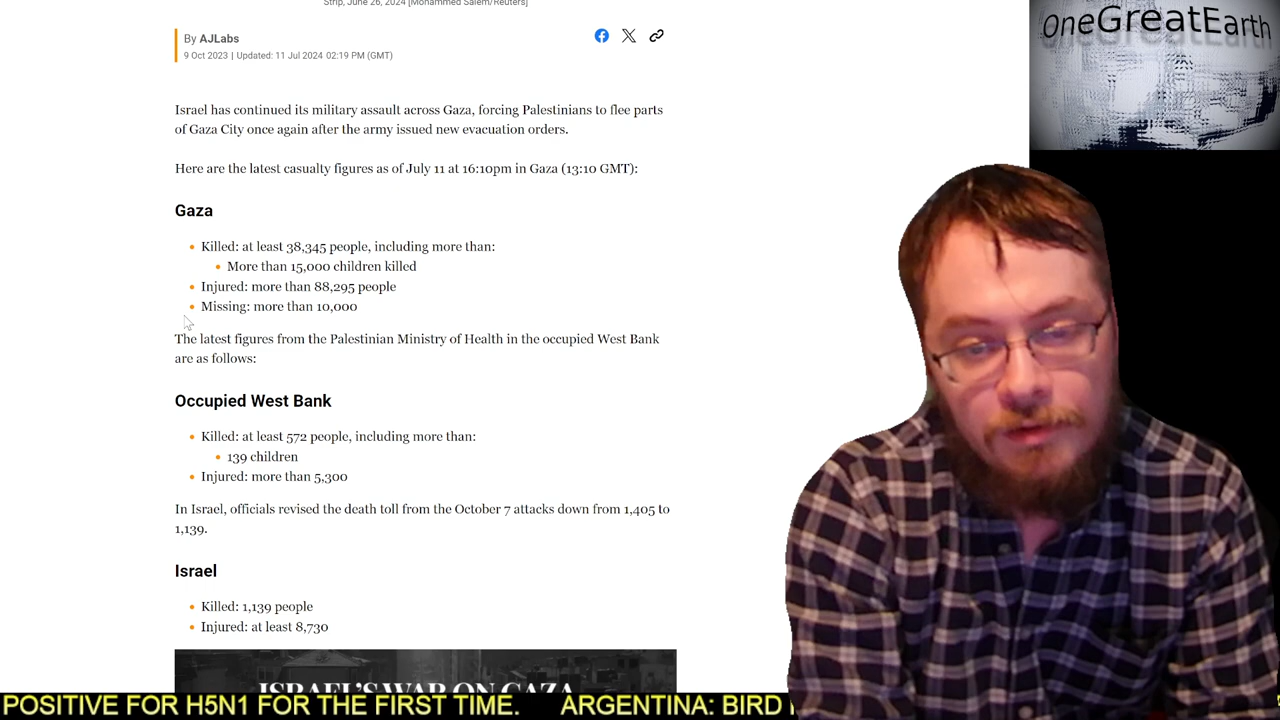 Strip, June 26, 2024 [Mohammed Salem/Reuters]
OneGreatEarth
By AJLabs
9 Oct 2023 | Updated: 11 Jul 2024 02:19 PM (GMT)
Israel has continued its military assault across Gaza, forcing Palestinians to flee parts
of Gaza City once again after the army issued new evacuation orders.
Here are the latest casualty figures as of July 11 at 16:10pm in Gaza (13:10 GMT):
Gaza
Killed: at least 38,345 people, including more than:
More than 15,000 children killed
Injured: more than 88,295 people
Missing: more than 10,000
The latest figures from the Palestinian Ministry of Health in the occupied West Bank
are as follows:
Occupied West Bank
Killed: at least 572 people, including more than:
139 children
Injured: more than 5,300
In Israel, officials revised the death toll from the October 7 attacks down from 1,405 to
1,139.
Israel
Killed: 1,139 people
Injured: at least 8,730
ISRAEL'S WAR ON GAZA
POSITIVE FOR H5N1 FOR THE FIRST TIME. ARGENTINA: BIRD